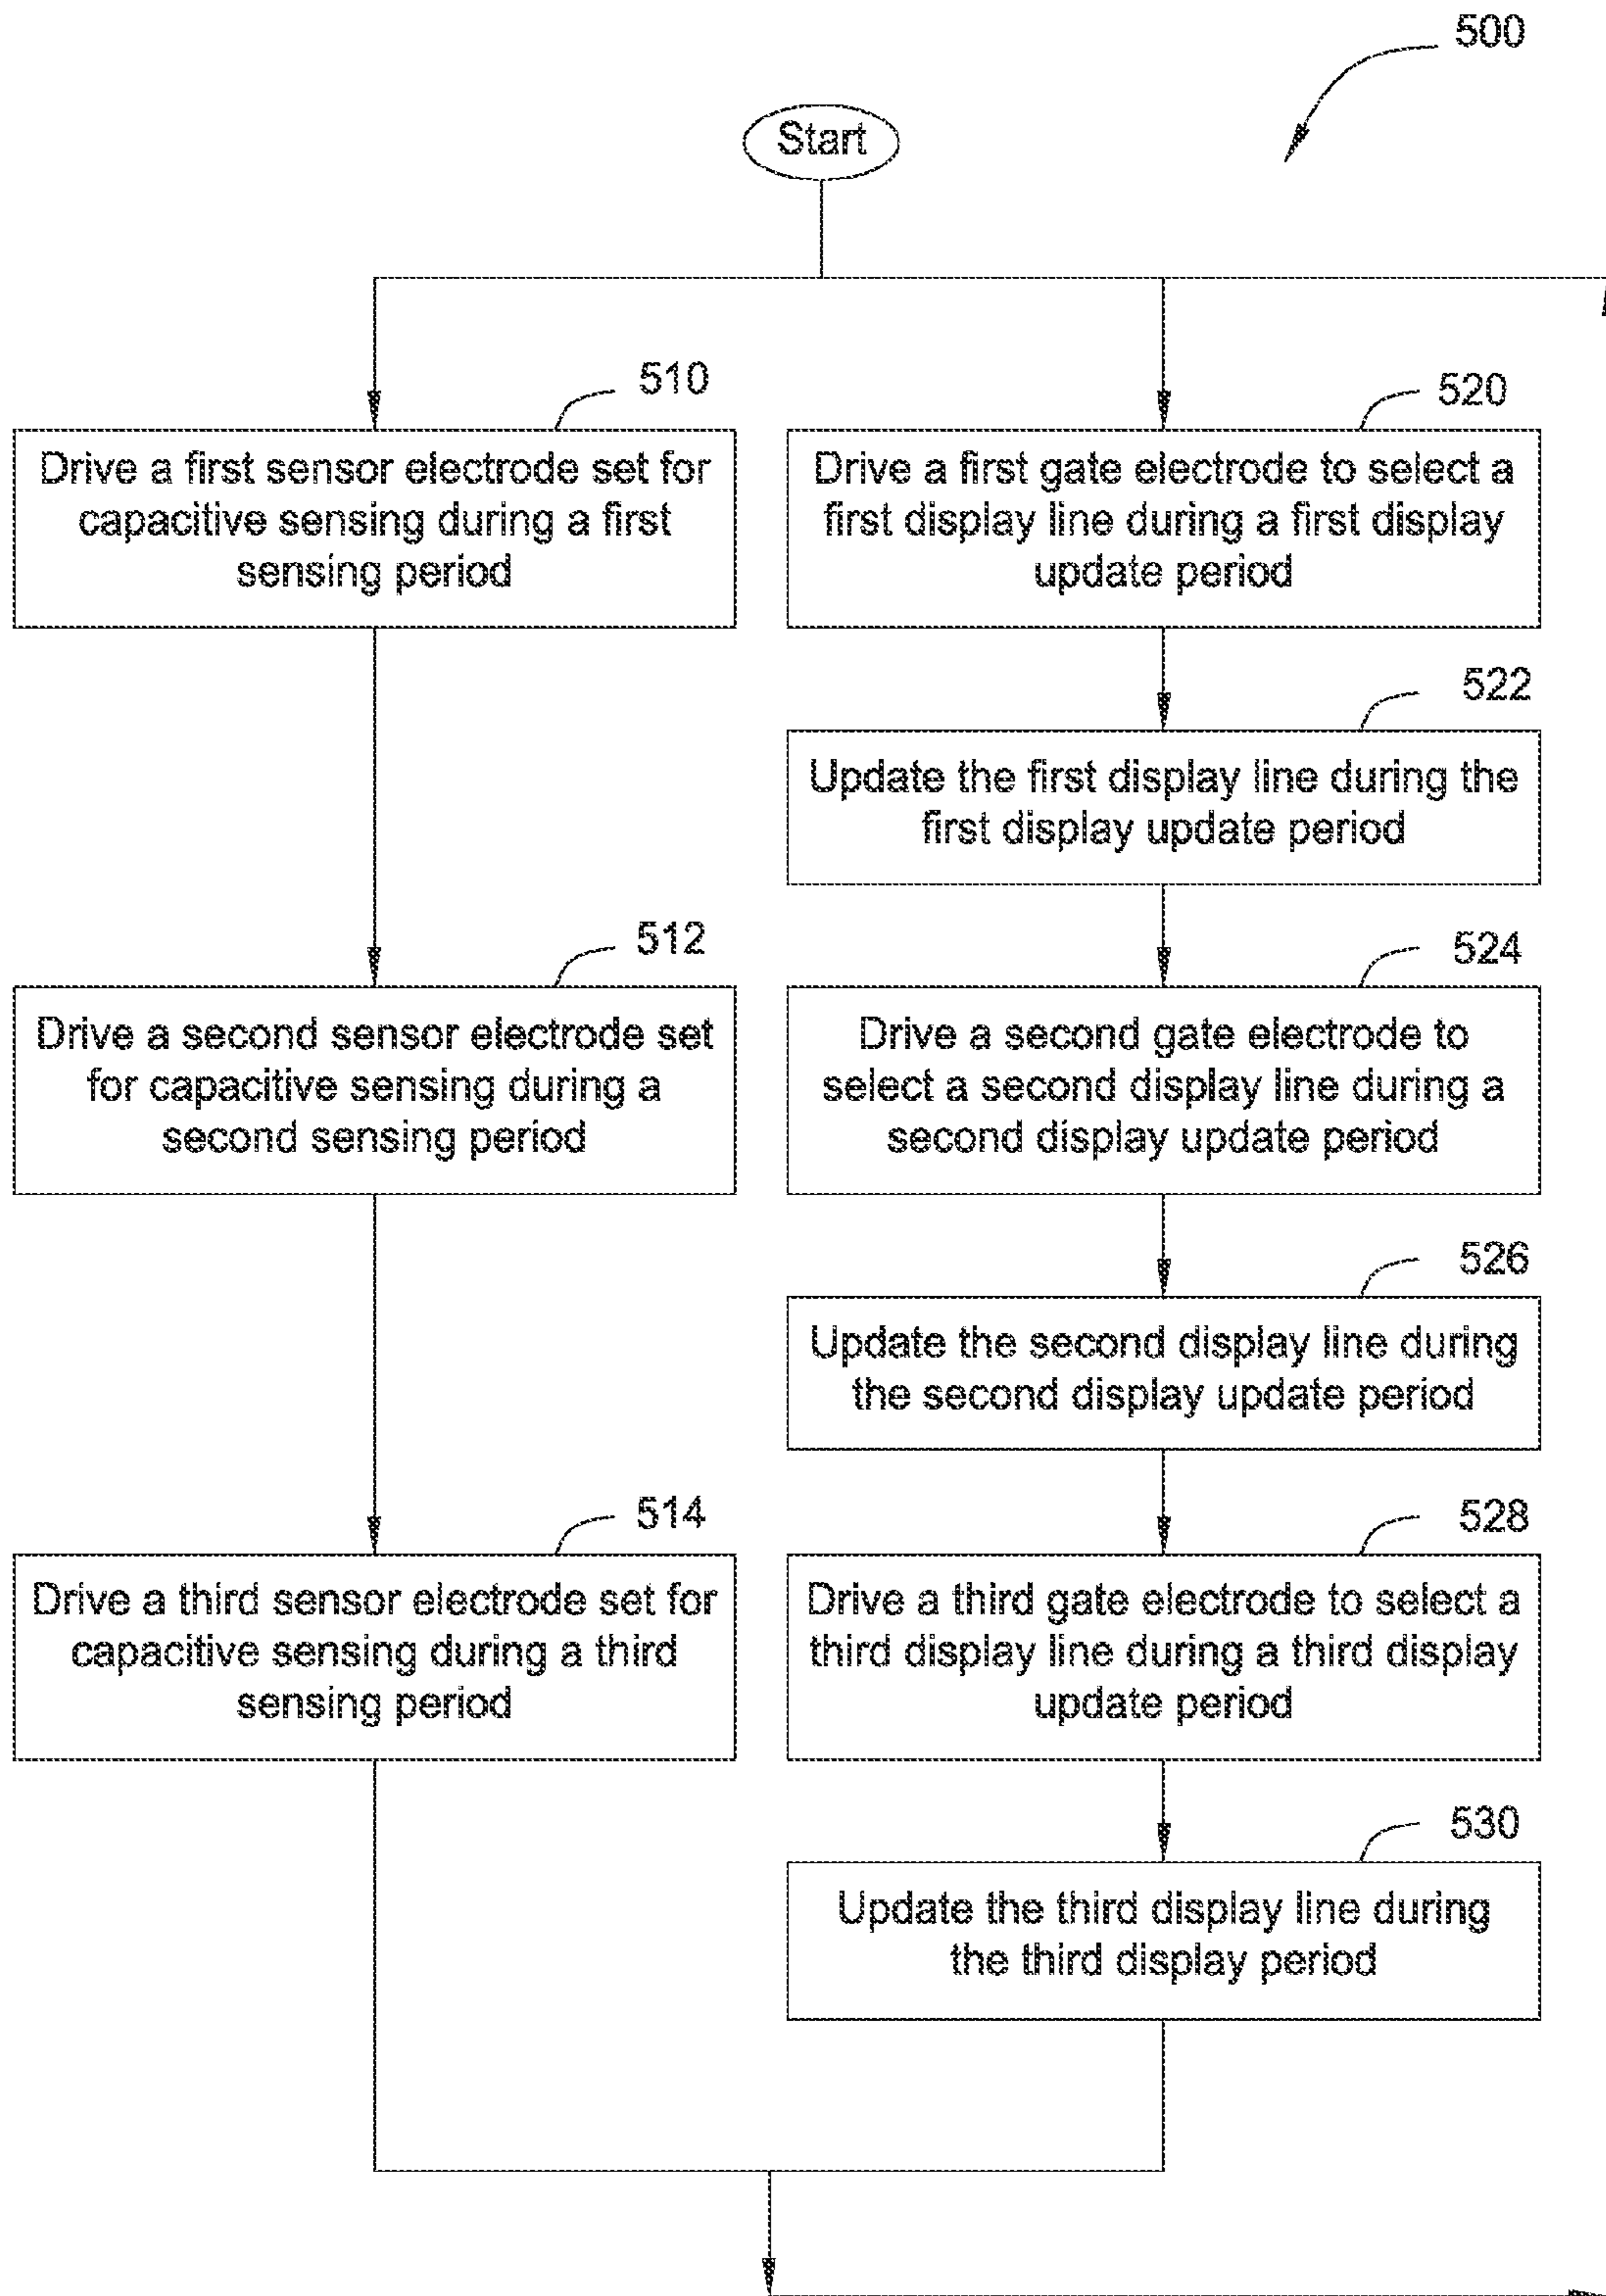 500
Start
510
Drive a first sensor electrode set for
capacitive sensing during a first
sensing period
520
Drive a first gate electrode to select a
first display line during a first display
update period
522
Update the first display line during the
first display update period
512
Drive a second sensor electrode set
for capacitive sensing during a
second sensing period
524
Drive a second gate electrode to
select a second display line during a
second display update period
526
Update the second display line during
the second display update period
514
Drive a third sensor electrode set for
capacitive sensing during a third
sensing period
528
Drive a third gate electrode to select a
third display line during a third display
update period
530
Update the third display line during
the third display period